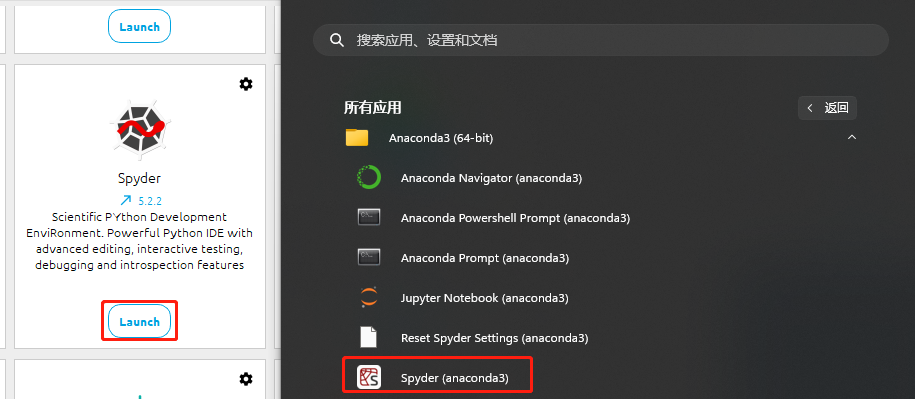 Launch
Spyder
5.2.2
Scientific PYthon Development
EnviRonment. Powerful Python IDE with
advanced editing, interactive testing,
debugging and introspection features
Launch
搜索应用、设置和文档
所有应用
返回
Anaconda3 (64-bit)
Anaconda Navigator (anaconda3)
Anaconda Powershell Prompt (anaconda3)
Anaconda Prompt (anaconda3)
Jupyter Notebook (anaconda3)
Reset Spyder Settings (anaconda3)
Spyder (anaconda3)